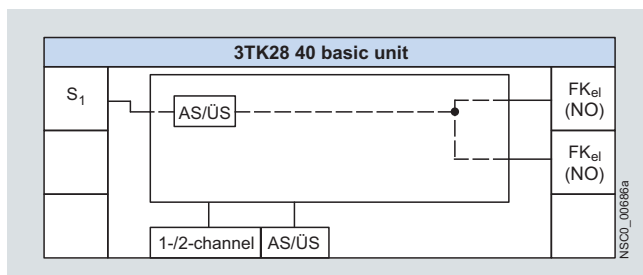 3TK28 40 basic unit
S1
AS/ÜS
FKel
(NO)
FKel
(NO)
1-/2-channel
AS/ÜS
NSC0_00686a